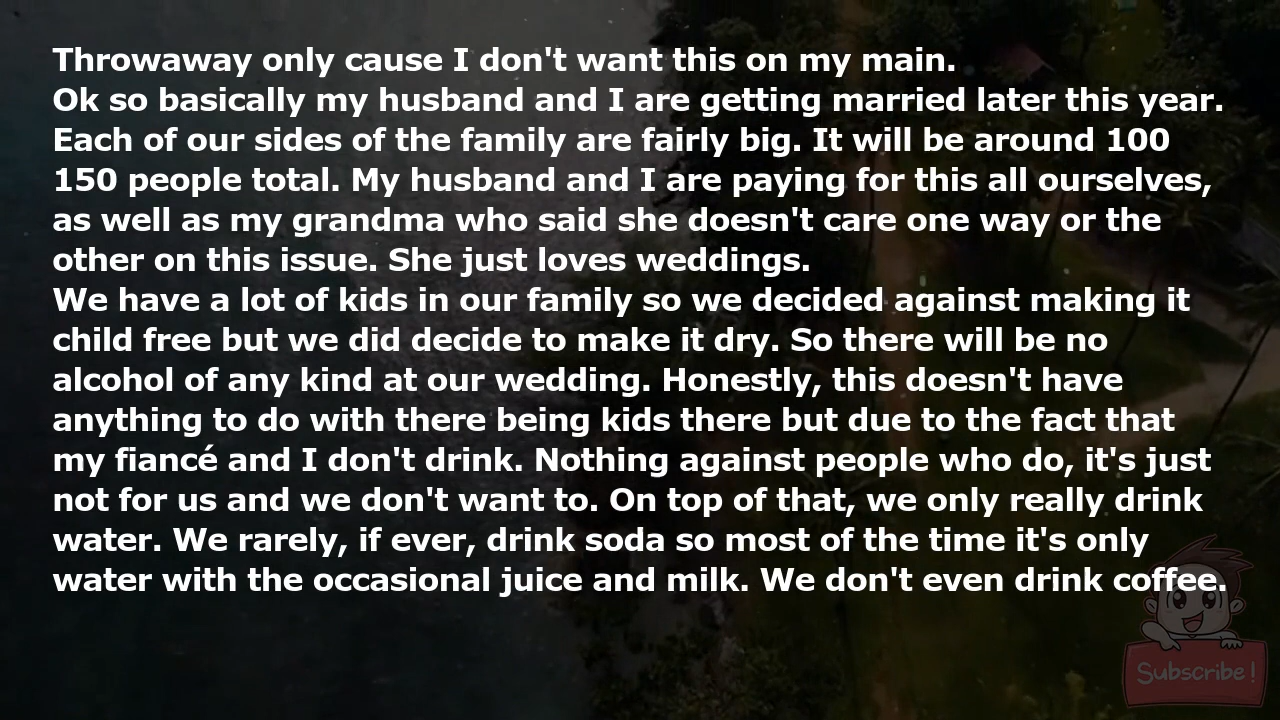 Throwaway only cause I don't want this on my main.
Ok so basically my husband and I are getting married later this year.
Each of our sides of the family are fairly big. It will be around 100
150 people total. My husband and I are paying for this all ourselves,
as well as my grandma who said she doesn't care one way or the
other on this issue. She just loves weddings.
We have a lot of kids in our family so we decided against making it
child free but we did decide to make it dry. So there will be no
alcohol of any kind at our wedding. Honestly, this doesn't have
anything to do with there being kids there but due to the fact that
my fiancé and I don't drink. Nothing against people who do, it's just
not for us and we don't want to. On top of that, we only really drink
water. We rarely, if ever, drink soda so most of the time it's only
water with the occasional juice and milk. We don't even drink coffee.
Subscribe!